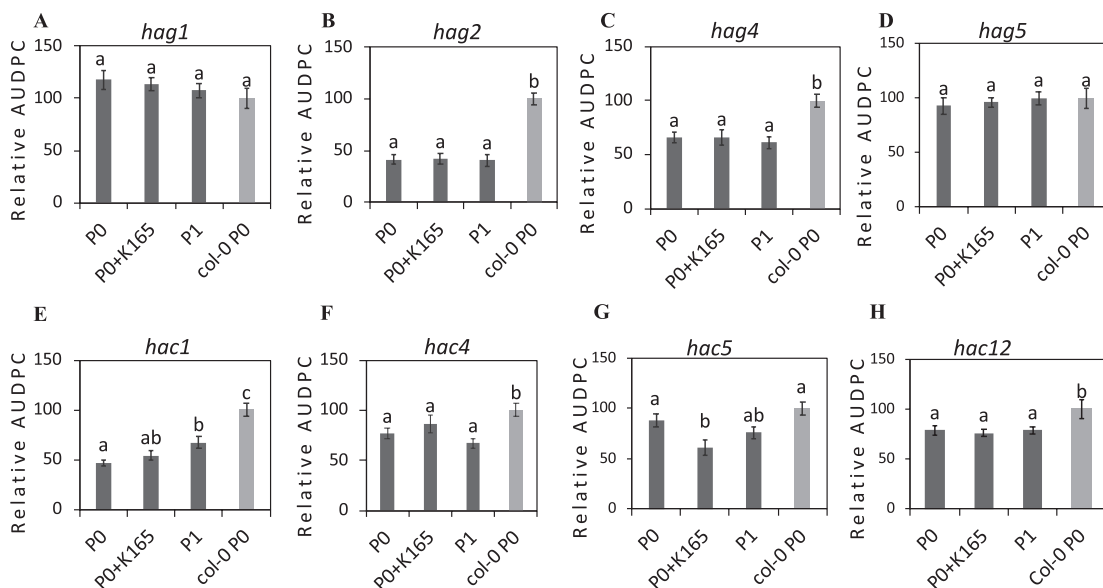 A
hag1
Relative AUDPC
150
100
50
0
a
a
a
a
P0
P0+K165
P1
col-0 P0
B
hag2
Relative AUDPC
150
100
50
0
a
a
a
b
P0
P0+K165
P1
col-0 P0
C
hag4
Relative AUDPC
150
100
50
0
a
a
a
b
P0
P0+K165
P1
col-0 P0
D
hag5
Relative AUDPC
150
100
50
0
a
a
a
a
P0
P0+K165
P1
col-0 P0
E
hac1
Relative AUDPC
150
100
50
0
a
ab
b
c
P0
P0+K165
P1
col-0 P0
F
hac4
Relative AUDPC
150
100
50
0
a
a
a
b
P0
P0+K165
P1
col-0 P0
G
hac5
Relative AUDPC
150
100
50
0
a
b
ab
a
P0
P0+K165
P1
col-0 P0
H
hac12
Relative AUDPC
150
100
50
0
a
a
a
b
P0
P0+K165
P1
Col-0 P0